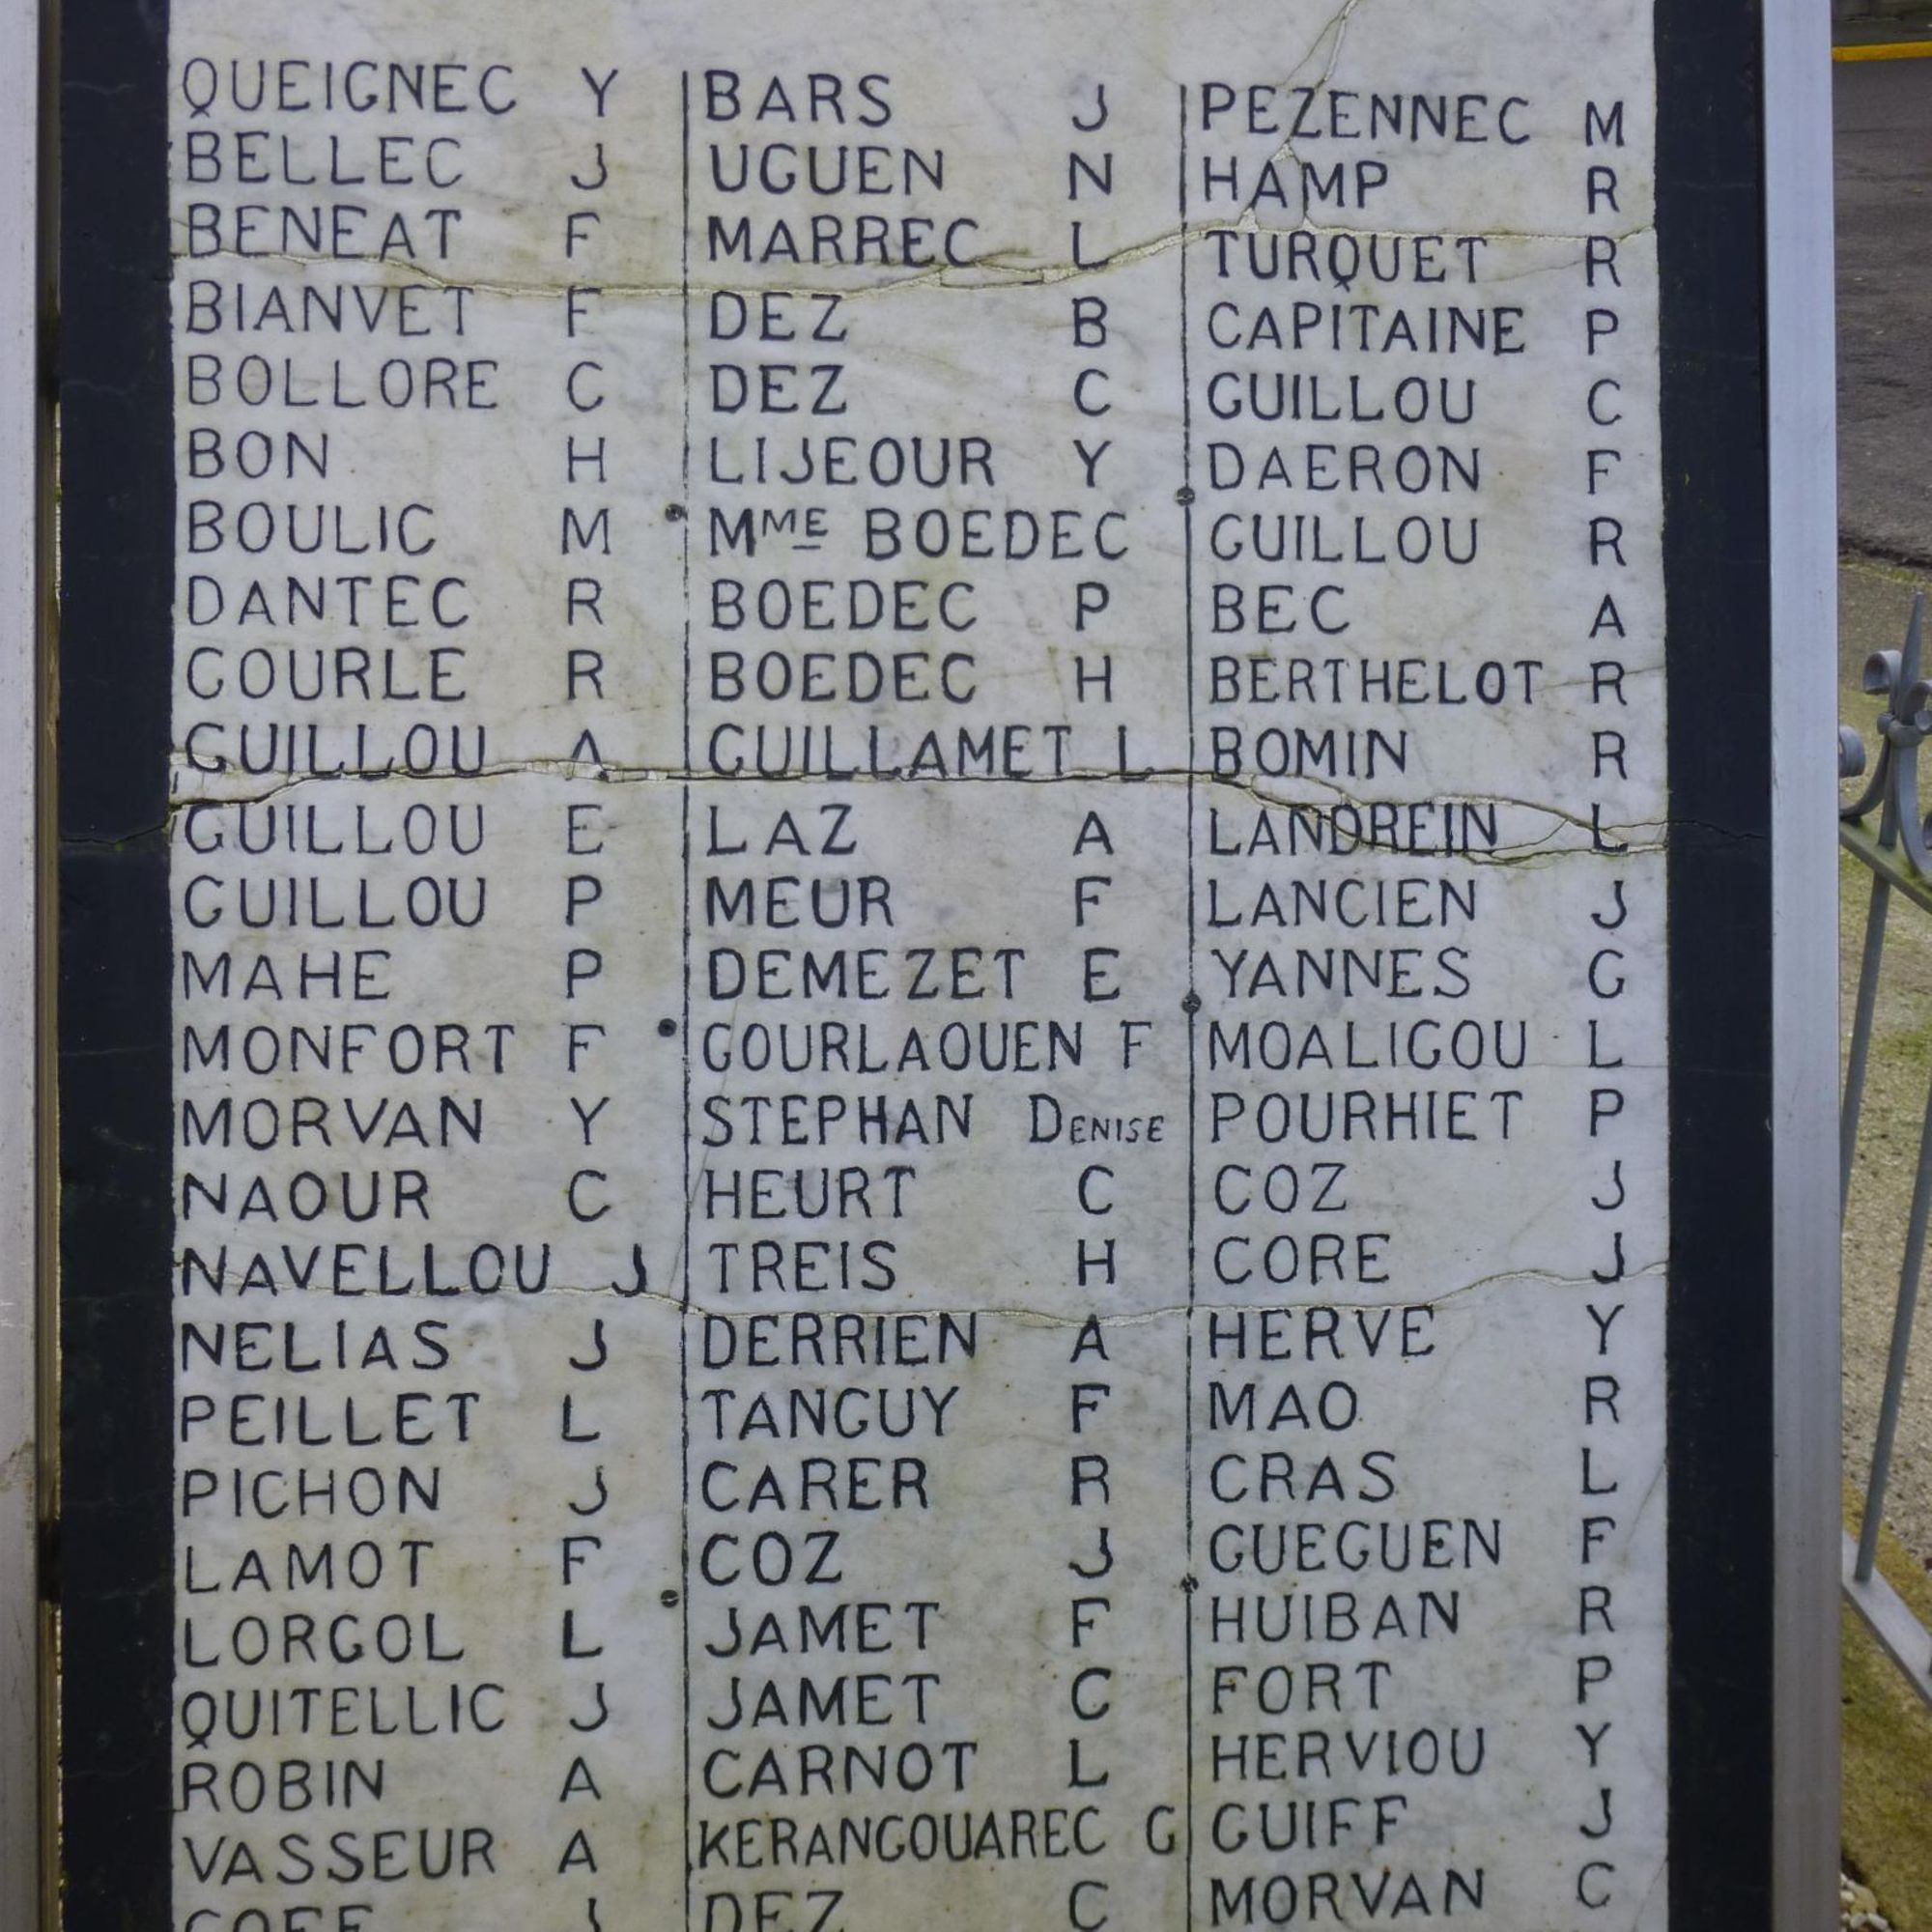 QUEIGNEC Y
BELLEC J
BENEAT F
BIANVET F
BOLLORE C
BON H
BOULIC M
DANTEC R
COURLE R
GUILLOU A
GUILLOU E
GUILLOU P
MAHE P
MONFORT F
MORVAN Y
NAOUR C
NAVELLOU J
NELIAS J
PEILLET L
PICHON J
LAMOT F
LORGOL L
QUITELLIC J
ROBIN A
VASSEUR A
BARS J
UGUEN N
MARREC L
DEZ B
DEZ C
LIJEOUR Y
MME BOEDEC
BOEDEC P
BOEDEC H
GUILLAMET L
LAZ A
MEUR F
DEMEZET E
GOURLAOUEN F
STEPHAN DENISE
HEURT C
TREIS H
DERRIEN A
TANGUY F
CARER R
COZ J
JAMET F
JAMET C
CARNOT L
KERANGOUAREC G
DEZ C
PEZENNEC M
HAMP R
TURQUET R
CAPITAINE P
GUILLOU C
DAERON F
GUILLOU R
BEC A
BERTHELOT R
BOMIN R
LANDREIN L
LANCIEN J
YANNES G
MOALIGOU L
POURHIET P
COZ J
CORE J
HERVE Y
MAO R
CRAS L
GUEGUEN F
HUIBAN R
FORT P
HERVIOU Y
GUIFF J
MORVAN C